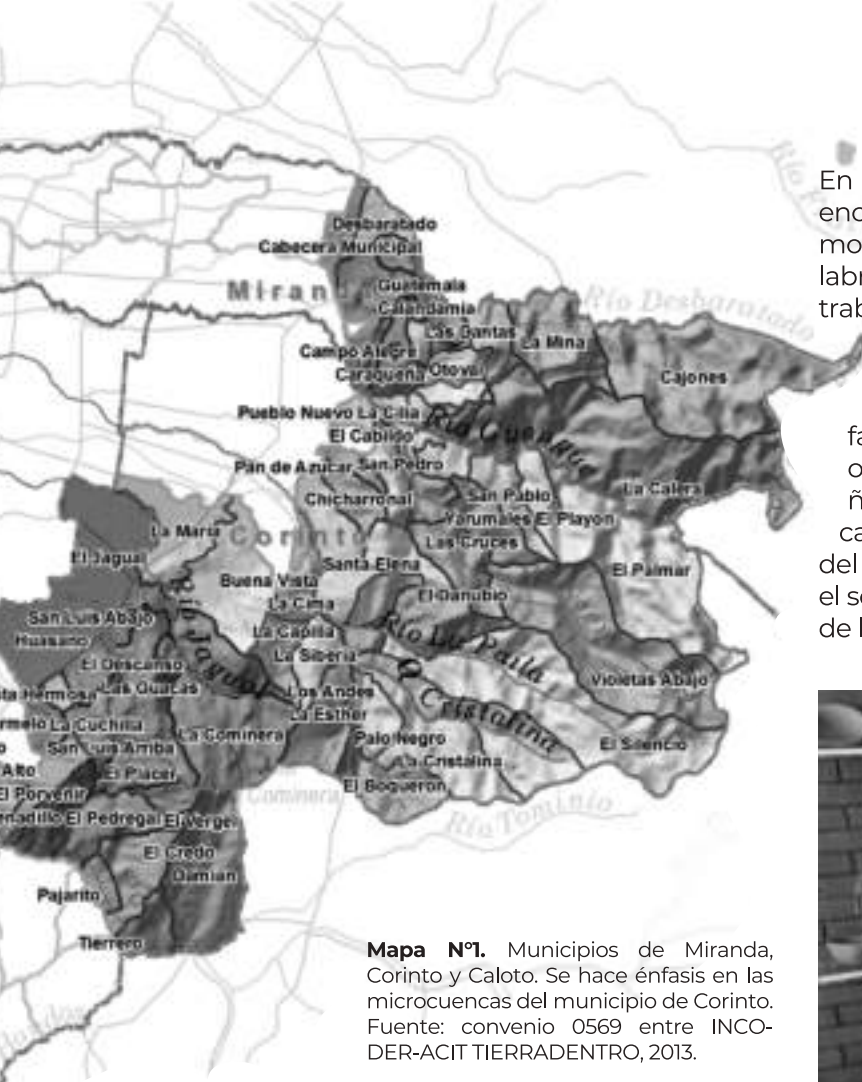 Desbaratado
Cabecera Municipal
Guatemala
Miran
Calandamia
Río Desbaratado
Las Dantas
La Mina
Campo Alegre
Caraqueña
Otoval
Cajones
Pueblo Nuevo La Cilia
Río Guengue
El Cabildo
Pan de Azucar
San Pedro
La Calera
Chicharronal
San Pablo
Yarumales
El Playon
La Maria
Corinto
Las Cruces
El Jagual
Santa Elena
El Palmar
Buena Vista
El Danubio
La Cima
San Luis Abajo
Río Jagual
La Capilla
Río La Paila
Huasano
La Siberia
El Descanso
Violetas Abajo
Las Guacas
Los Andes
Q Cristalina
La Esther
La Cuchilla
La Cominera
Palo Negro
El Silencio
San Luis Arriba
La Cristalina
Alto
El Placer
El Boqueron
El Porvenir
Cominera
Río Tominio
El Pedregal
El Vergel
El Credo
Damian
Pajarito
Tierrero
Mapa Nº1. Municipios de Miranda,
Corinto y Caloto. Se hace énfasis en las
microcuencas del municipio de Corinto.
Fuente: convenio 0569 entre INCO-
DER-ACIT TIERRADENTRO, 2013.
En
enc
mo
labr
trab
fa
o
ñ
ca
del
el s
de l